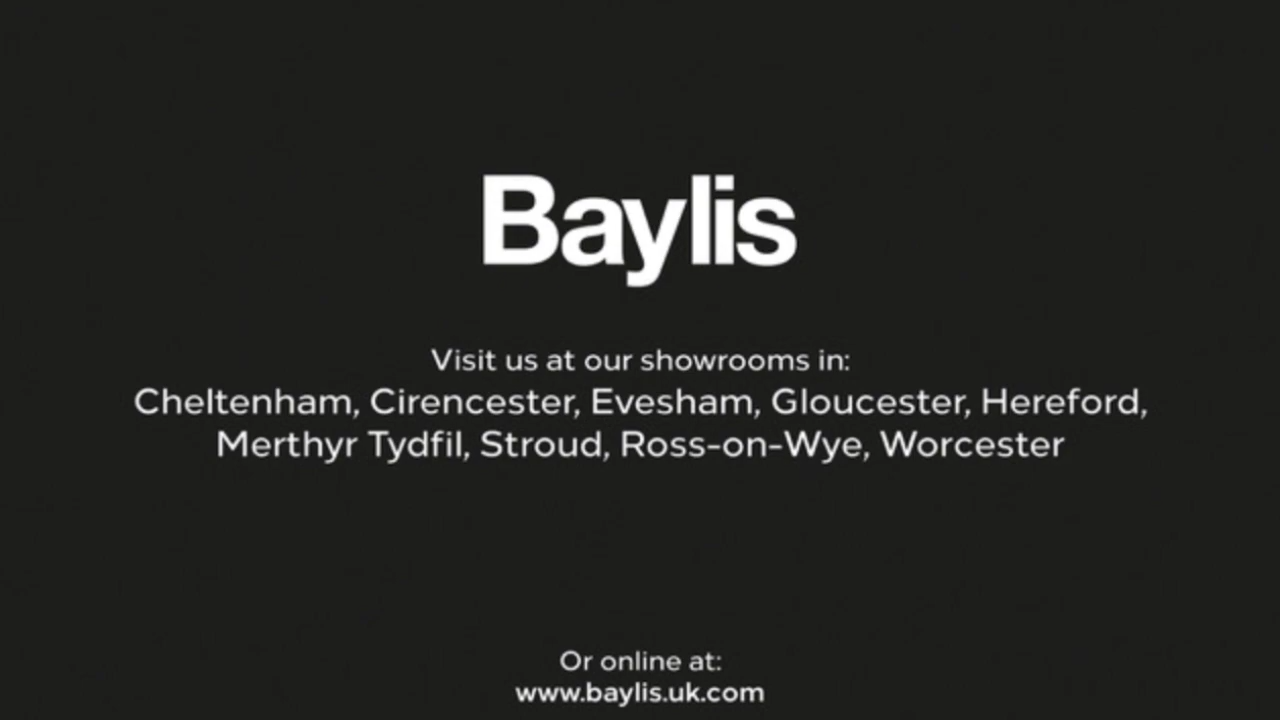 Baylis
Visit us at our showrooms in:
Cheltenham, Cirencester, Evesham, Gloucester, Hereford,
Merthyr Tydfil, Stroud, Ross-on-Wye, Worcester
Or online at:
www.baylis.uk.com